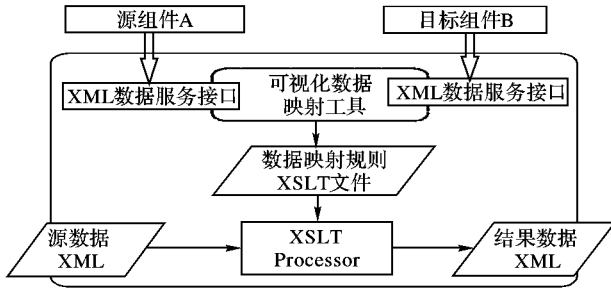 源组件A
目标组件B
XML数据服务接口
可视化数据
映射工具
XML数据服务接口
数据映射规则
XSLT文件
源数据
XML
XSLT
Processor
结果数据
XML